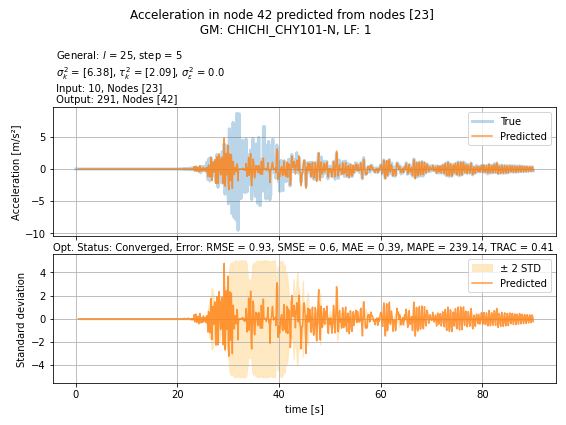 Acceleration in node 42 predicted from nodes [23]
GM: CHICHI_CHY101-N, LF: 1
General: l = 25, step = 5
σ²ₖ = [6.38], τ²ₖ = [2.09], σ²ε = 0.0
Input: 10, Nodes [23]
Output: 291, Nodes [42]
Acceleration [m/s²]
5
0
−5
−10
True
Predicted
Opt. Status: Converged, Error: RMSE = 0.93, SMSE = 0.6, MAE = 0.39, MAPE = 239.14, TRAC = 0.41
Standard deviation
4
2
0
−2
−4
± 2 STD
Predicted
0 20 40 60 80
time [s]